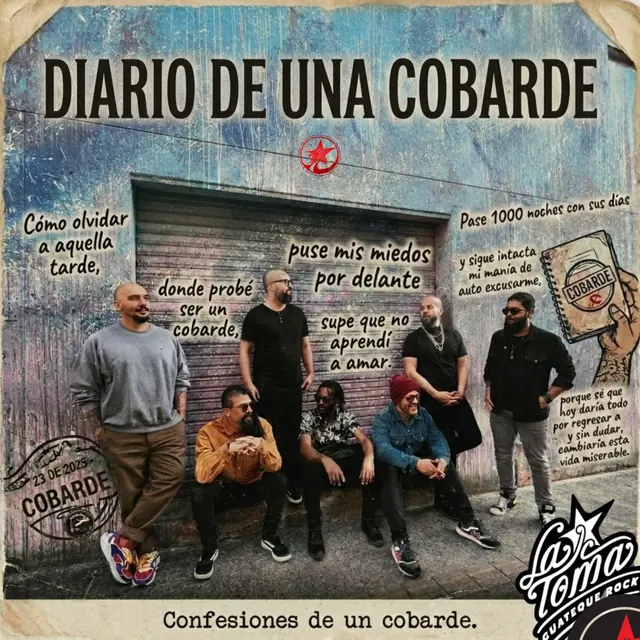 DIARIO DE UNA COBARDE
Cómo olvidar
a aquella
tarde,
donde probé
ser un
cobarde,
puse mis miedos
por delante
supe que no
aprendí
a amar.
Pase 1000 noches con sus días
y sigue intacta
mi manía de
auto excusarme,
COBARDE
porque sé que
hoy daría todo
por regresar a
y sin dudar,
cambiaría esta
vida miserable.
23 DE 2025
COBARDE
La
Toma
GUATEQUE ROCK
Confesiones de un cobarde.